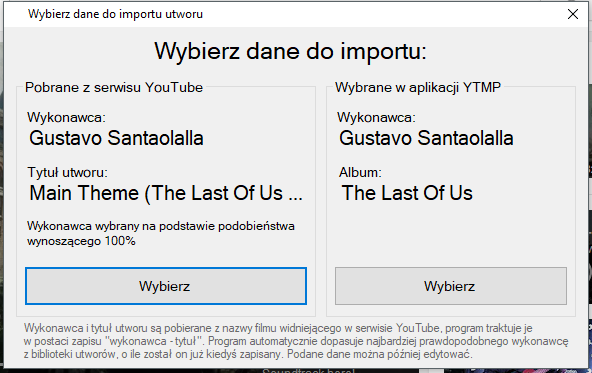 Wybierz dane do importu utworu
Wybierz dane do importu:
Pobrane z serwisu YouTube
Wykonawca:
Gustavo Santaolalla
Tytuł utworu:
Main Theme (The Last Of Us ...
Wykonawca wybrany na podstawie podobieństwa
wynoszącego 100%
Wybierz
Wybrane w aplikacji YTMP
Wykonawca:
Gustavo Santaolalla
Album:
The Last Of Us
Wybierz
Wykonawca i tytuł utworu są pobierane z nazwy filmu widniejącego w serwisie YouTube, program traktuje je
w postaci zapisu "wykonawca - tytuł". Program automatycznie dopasuje najbardziej prawdopodobnego wykonawcę
z biblioteki utworów, o ile został on już kiedyś zapisany. Podane dane można później edytować.